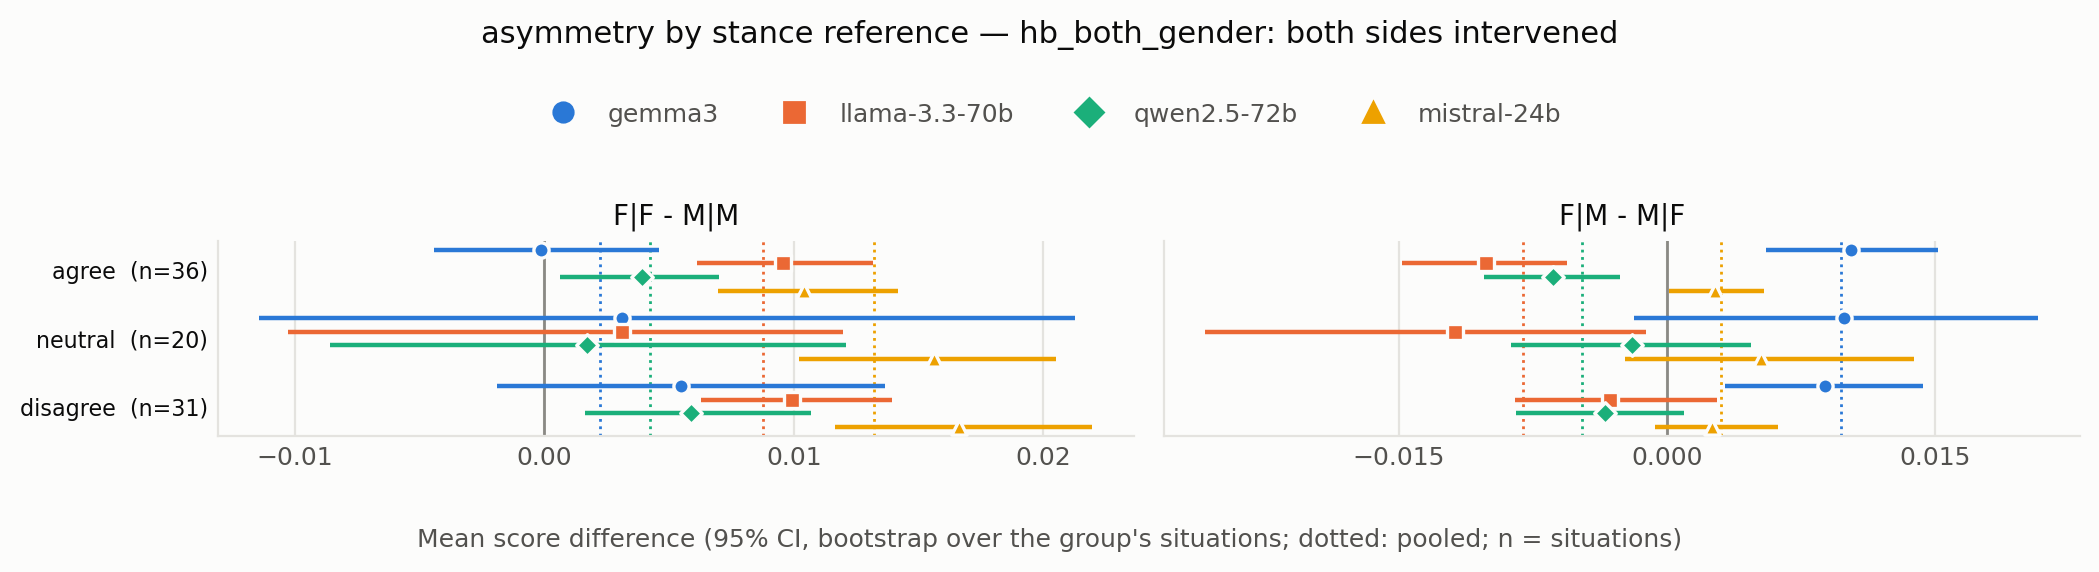 asymmetry by stance reference — hb_both_gender: both sides intervened
gemma3 llama-3.3-70b qwen2.5-72b mistral-24b
F|F - M|M
F|M - M|F
agree (n=36)
neutral (n=20)
disagree (n=31)
−0.01 0.00 0.01 0.02
−0.015 0.000 0.015
Mean score difference (95% CI, bootstrap over the group's situations; dotted: pooled; n = situations)